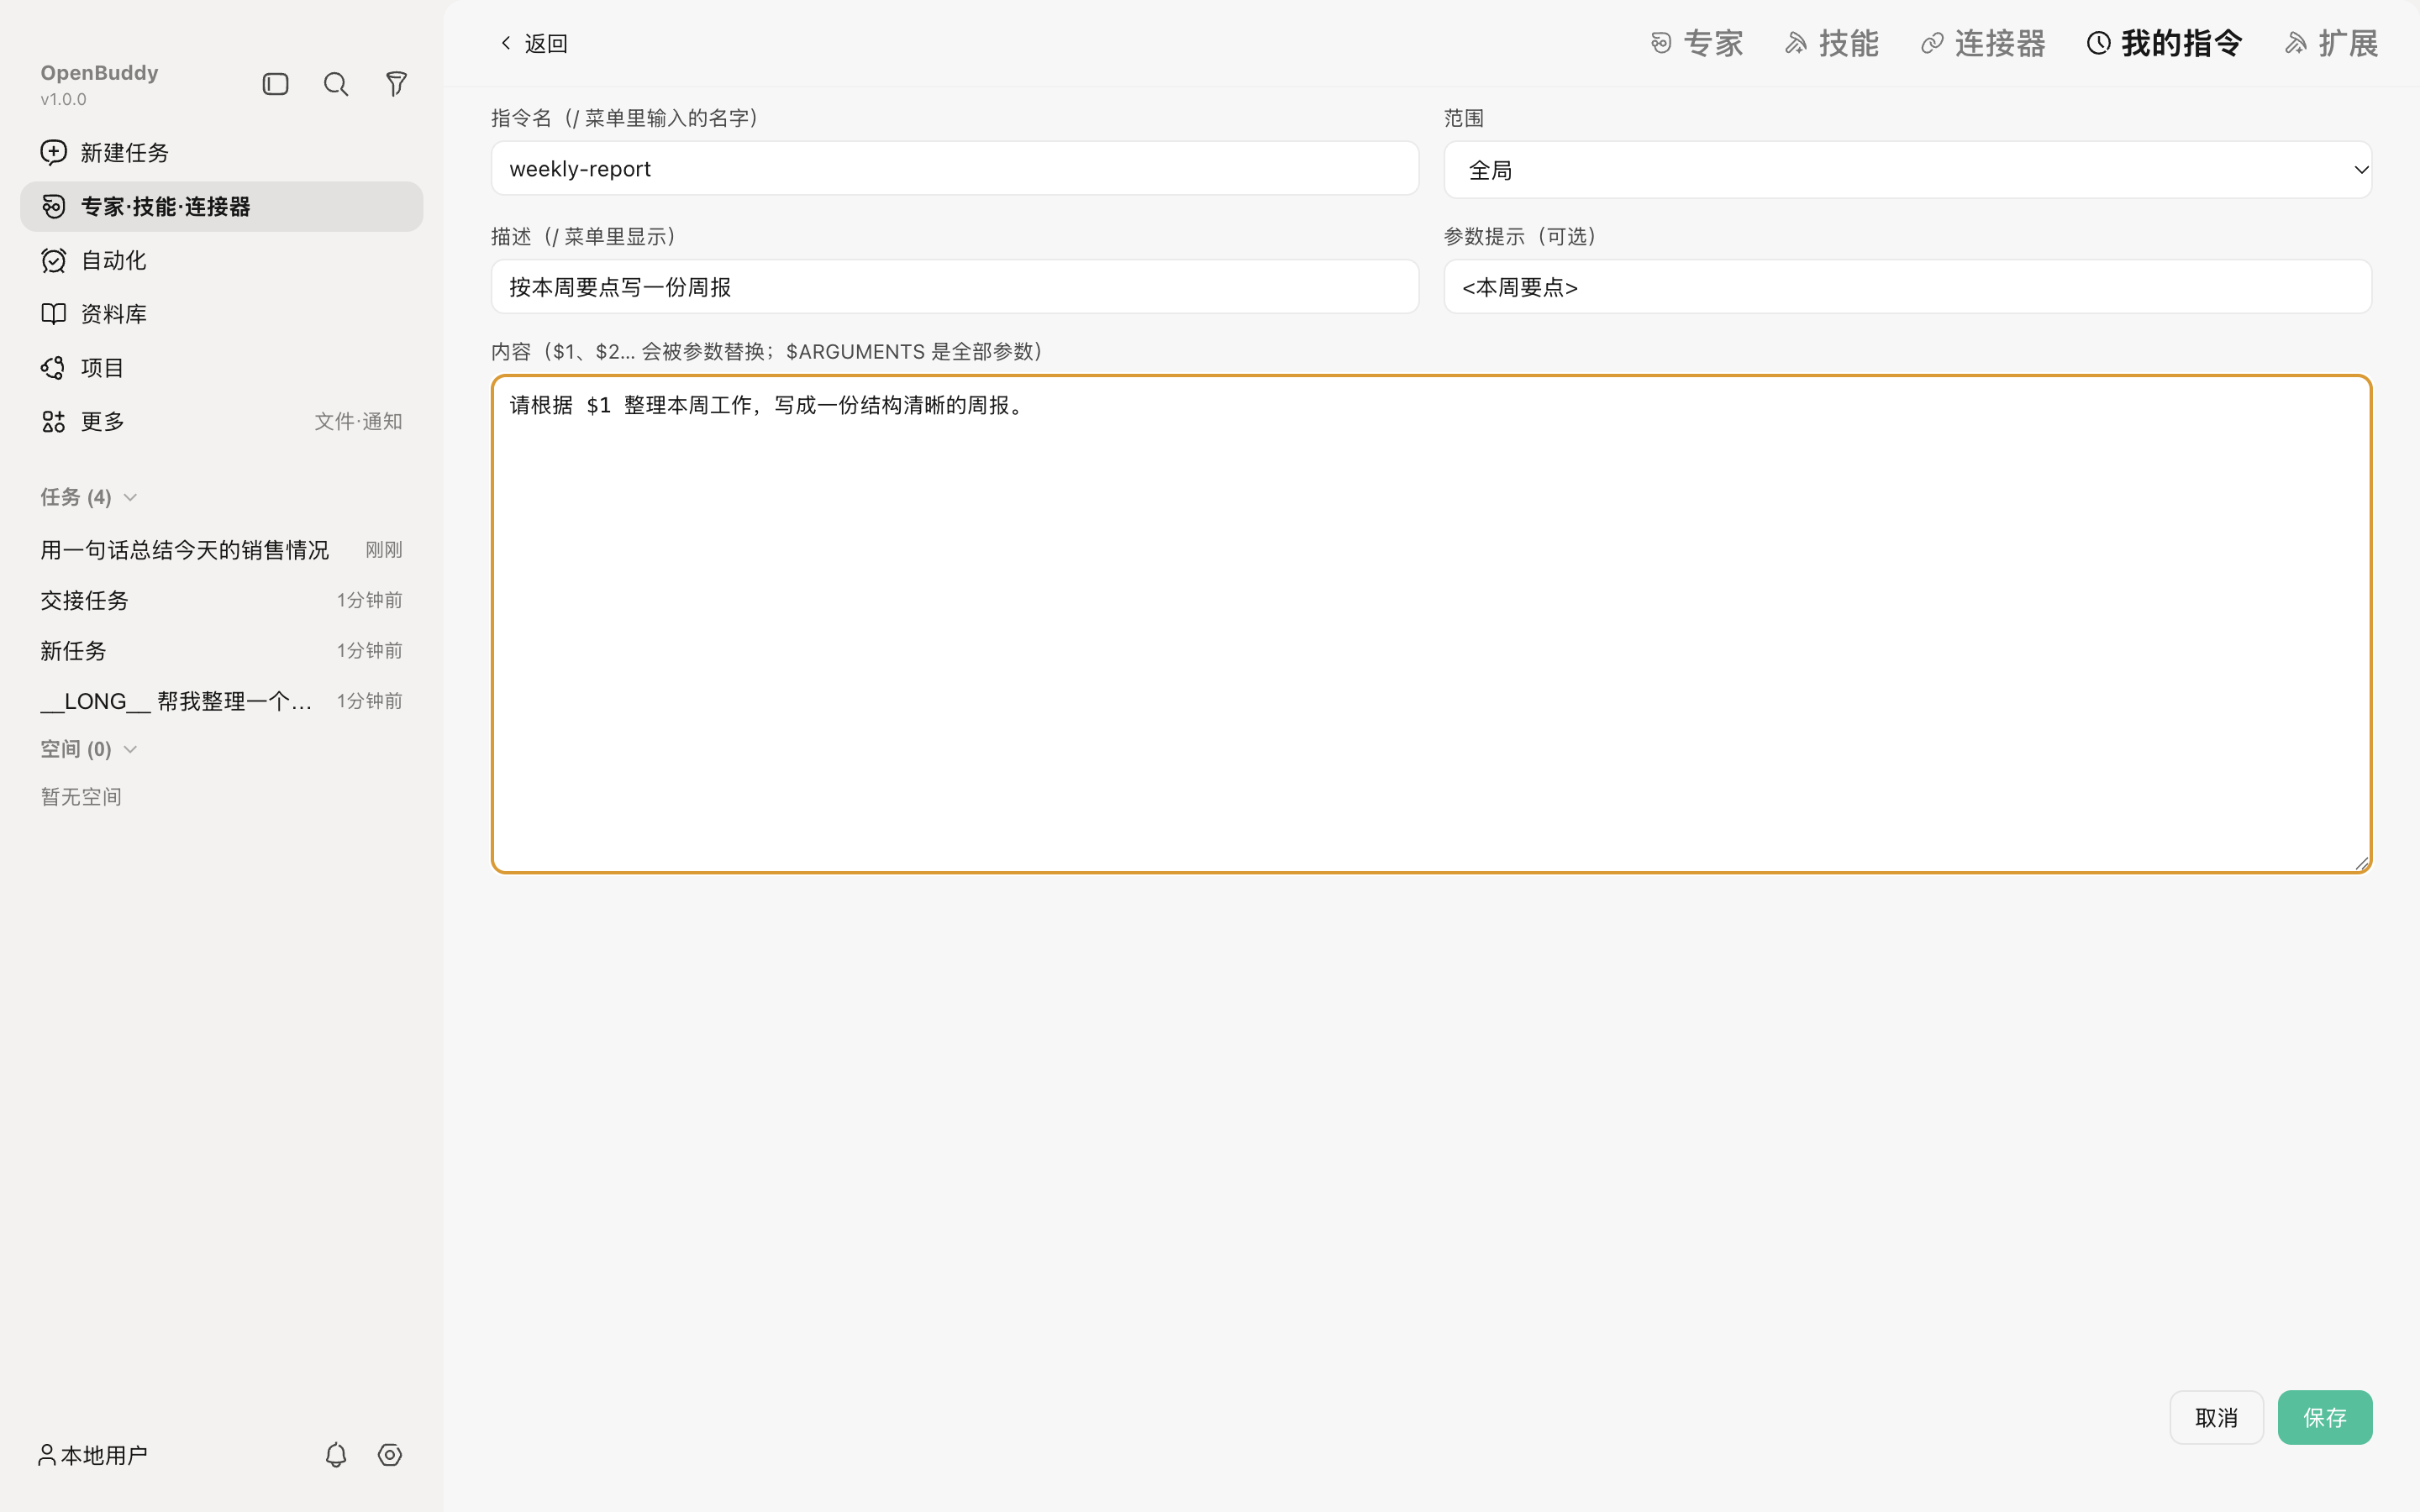 OpenBuddy
v1.0.0
新建任务
专家·技能·连接器
自动化
资料库
项目
更多 文件·通知
任务 (4)
用一句话总结今天的销售情况 刚刚
交接任务 1分钟前
新任务 1分钟前
__LONG__ 帮我整理一个… 1分钟前
空间 (0)
暂无空间
本地用户
返回
专家 技能 连接器 我的指令 扩展
指令名（/ 菜单里输入的名字）
weekly-report
范围
全局
描述（/ 菜单里显示）
按本周要点写一份周报
参数提示（可选）
<本周要点>
内容（$1、$2… 会被参数替换；$ARGUMENTS 是全部参数）
请根据 $1 整理本周工作，写成一份结构清晰的周报。
取消 保存